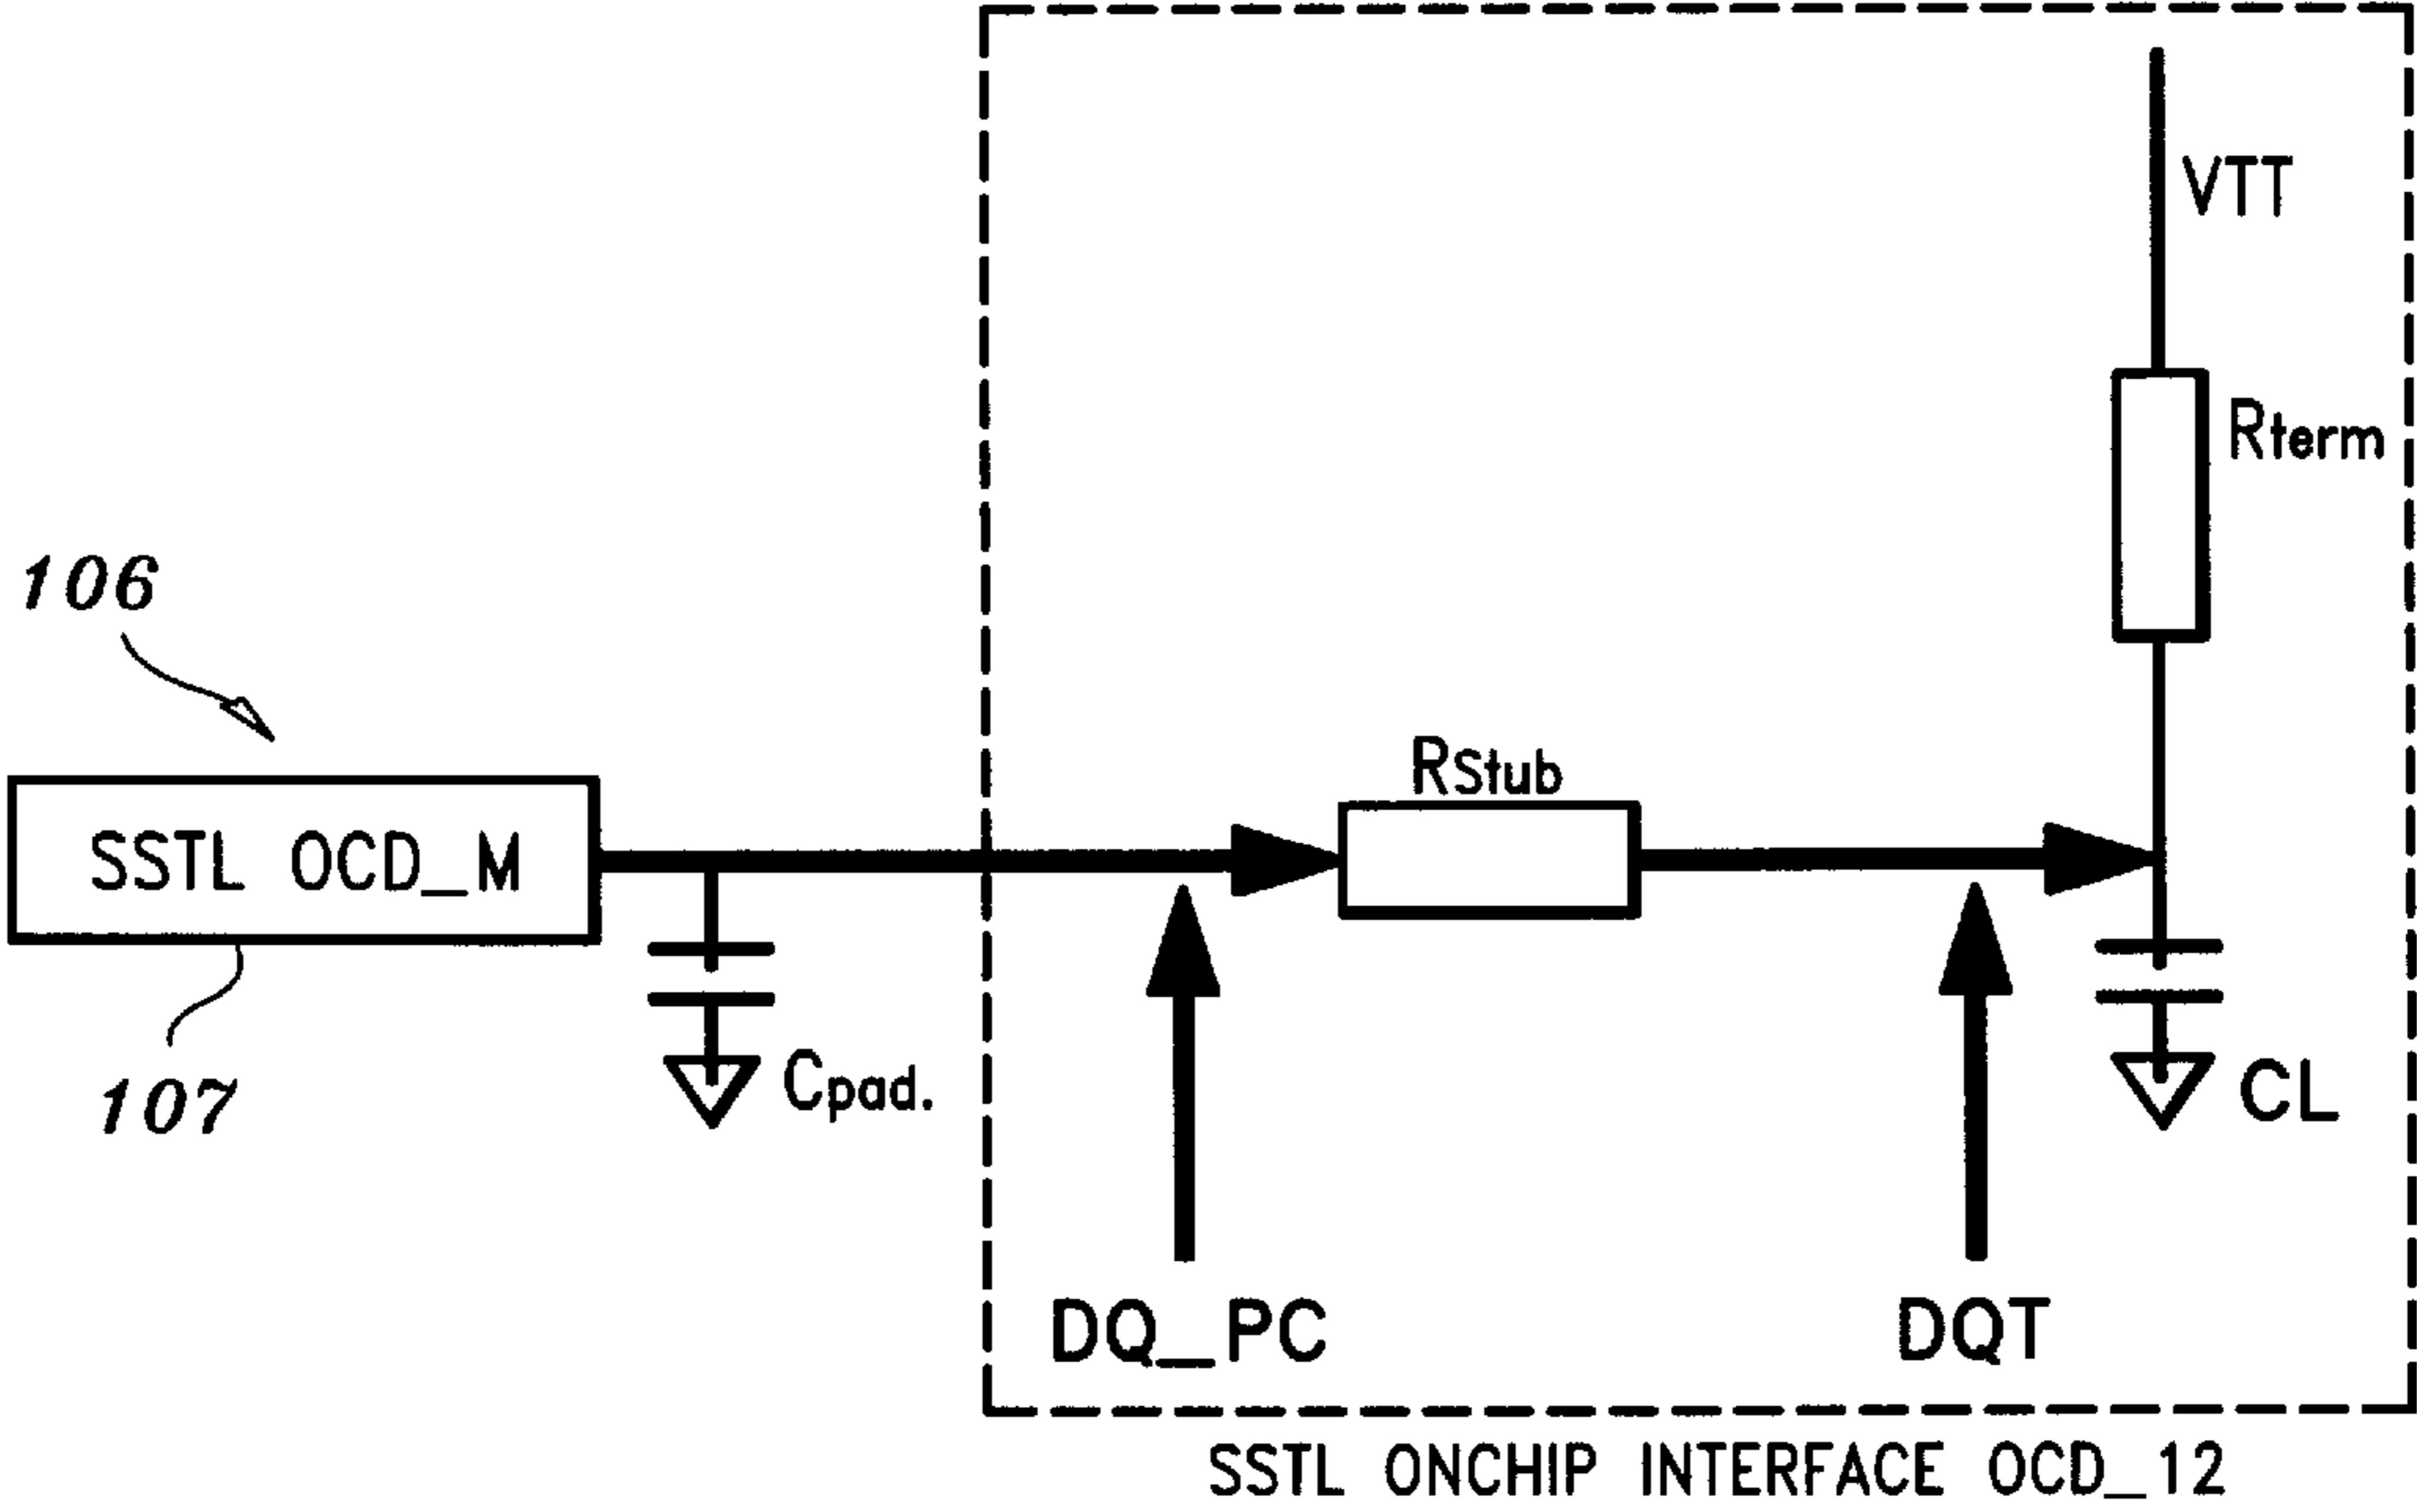 VTT
Rterm
106
RStub
SSTL OCD_M
Cpad.
CL
107
DQ_PC
DQT
SSTL ONCHIP INTERFACE OCD_12